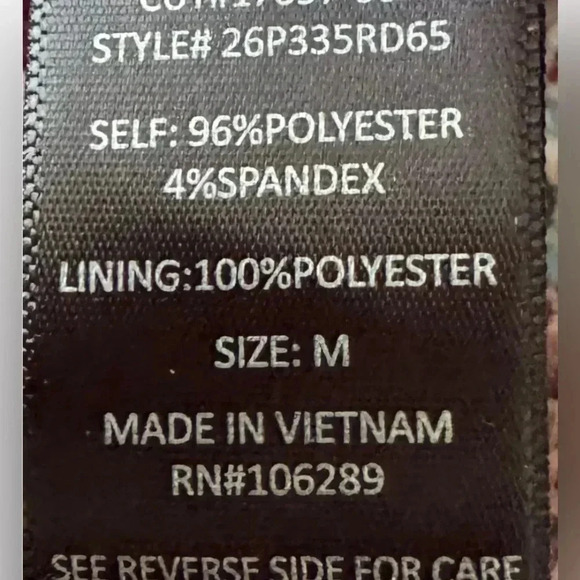 STYLE# 26P335RD65
SELF: 96%POLYESTER
4%SPANDEX
LINING:100%POLYESTER
SIZE: M
MADE IN VIETNAM
RN#106289
SEE REVERSE SIDE FOR CARE